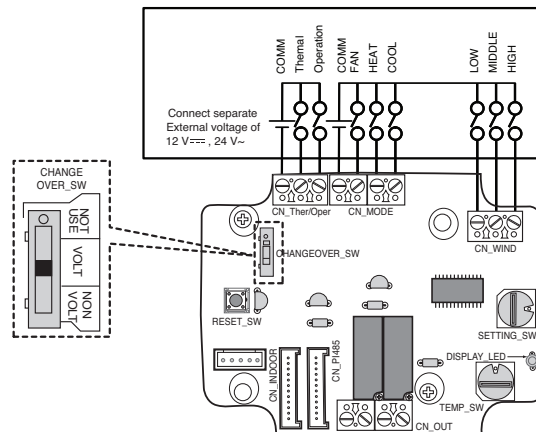 COMM
Themal
Operation
COMM
FAN
HEAT
COOL
LOW
MIDDLE
HIGH
Connect separate
External voltage of
12 V⎓, 24 V~
CHANGE
OVER_SW
NOT
USE
VOLT
NON
VOLT
CN_Ther/Oper
CN_MODE
CN_WIND
CHANGEOVER_SW
RESET_SW
SETTING_SW
CN_INDOOR
CN_PI485
DISPLAY_LED
TEMP_SW
CN_OUT